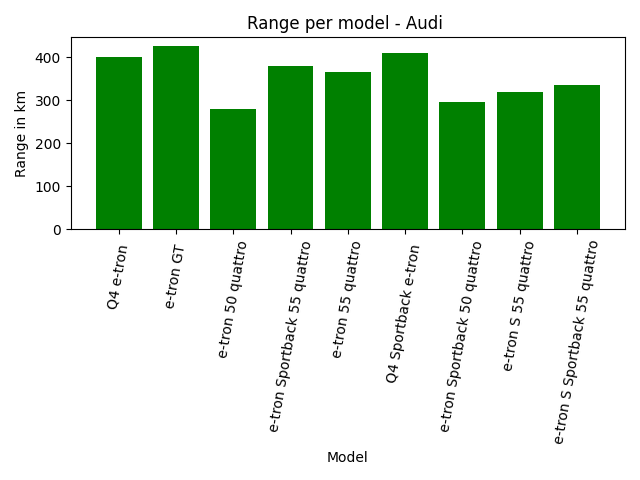 Range per model - Audi
Range in km
400
300
200
100
0
Q4 e-tron
e-tron GT
e-tron 50 quattro
e-tron Sportback 55 quattro
e-tron 55 quattro
Q4 Sportback e-tron
e-tron Sportback 50 quattro
e-tron S 55 quattro
e-tron S Sportback 55 quattro
Model